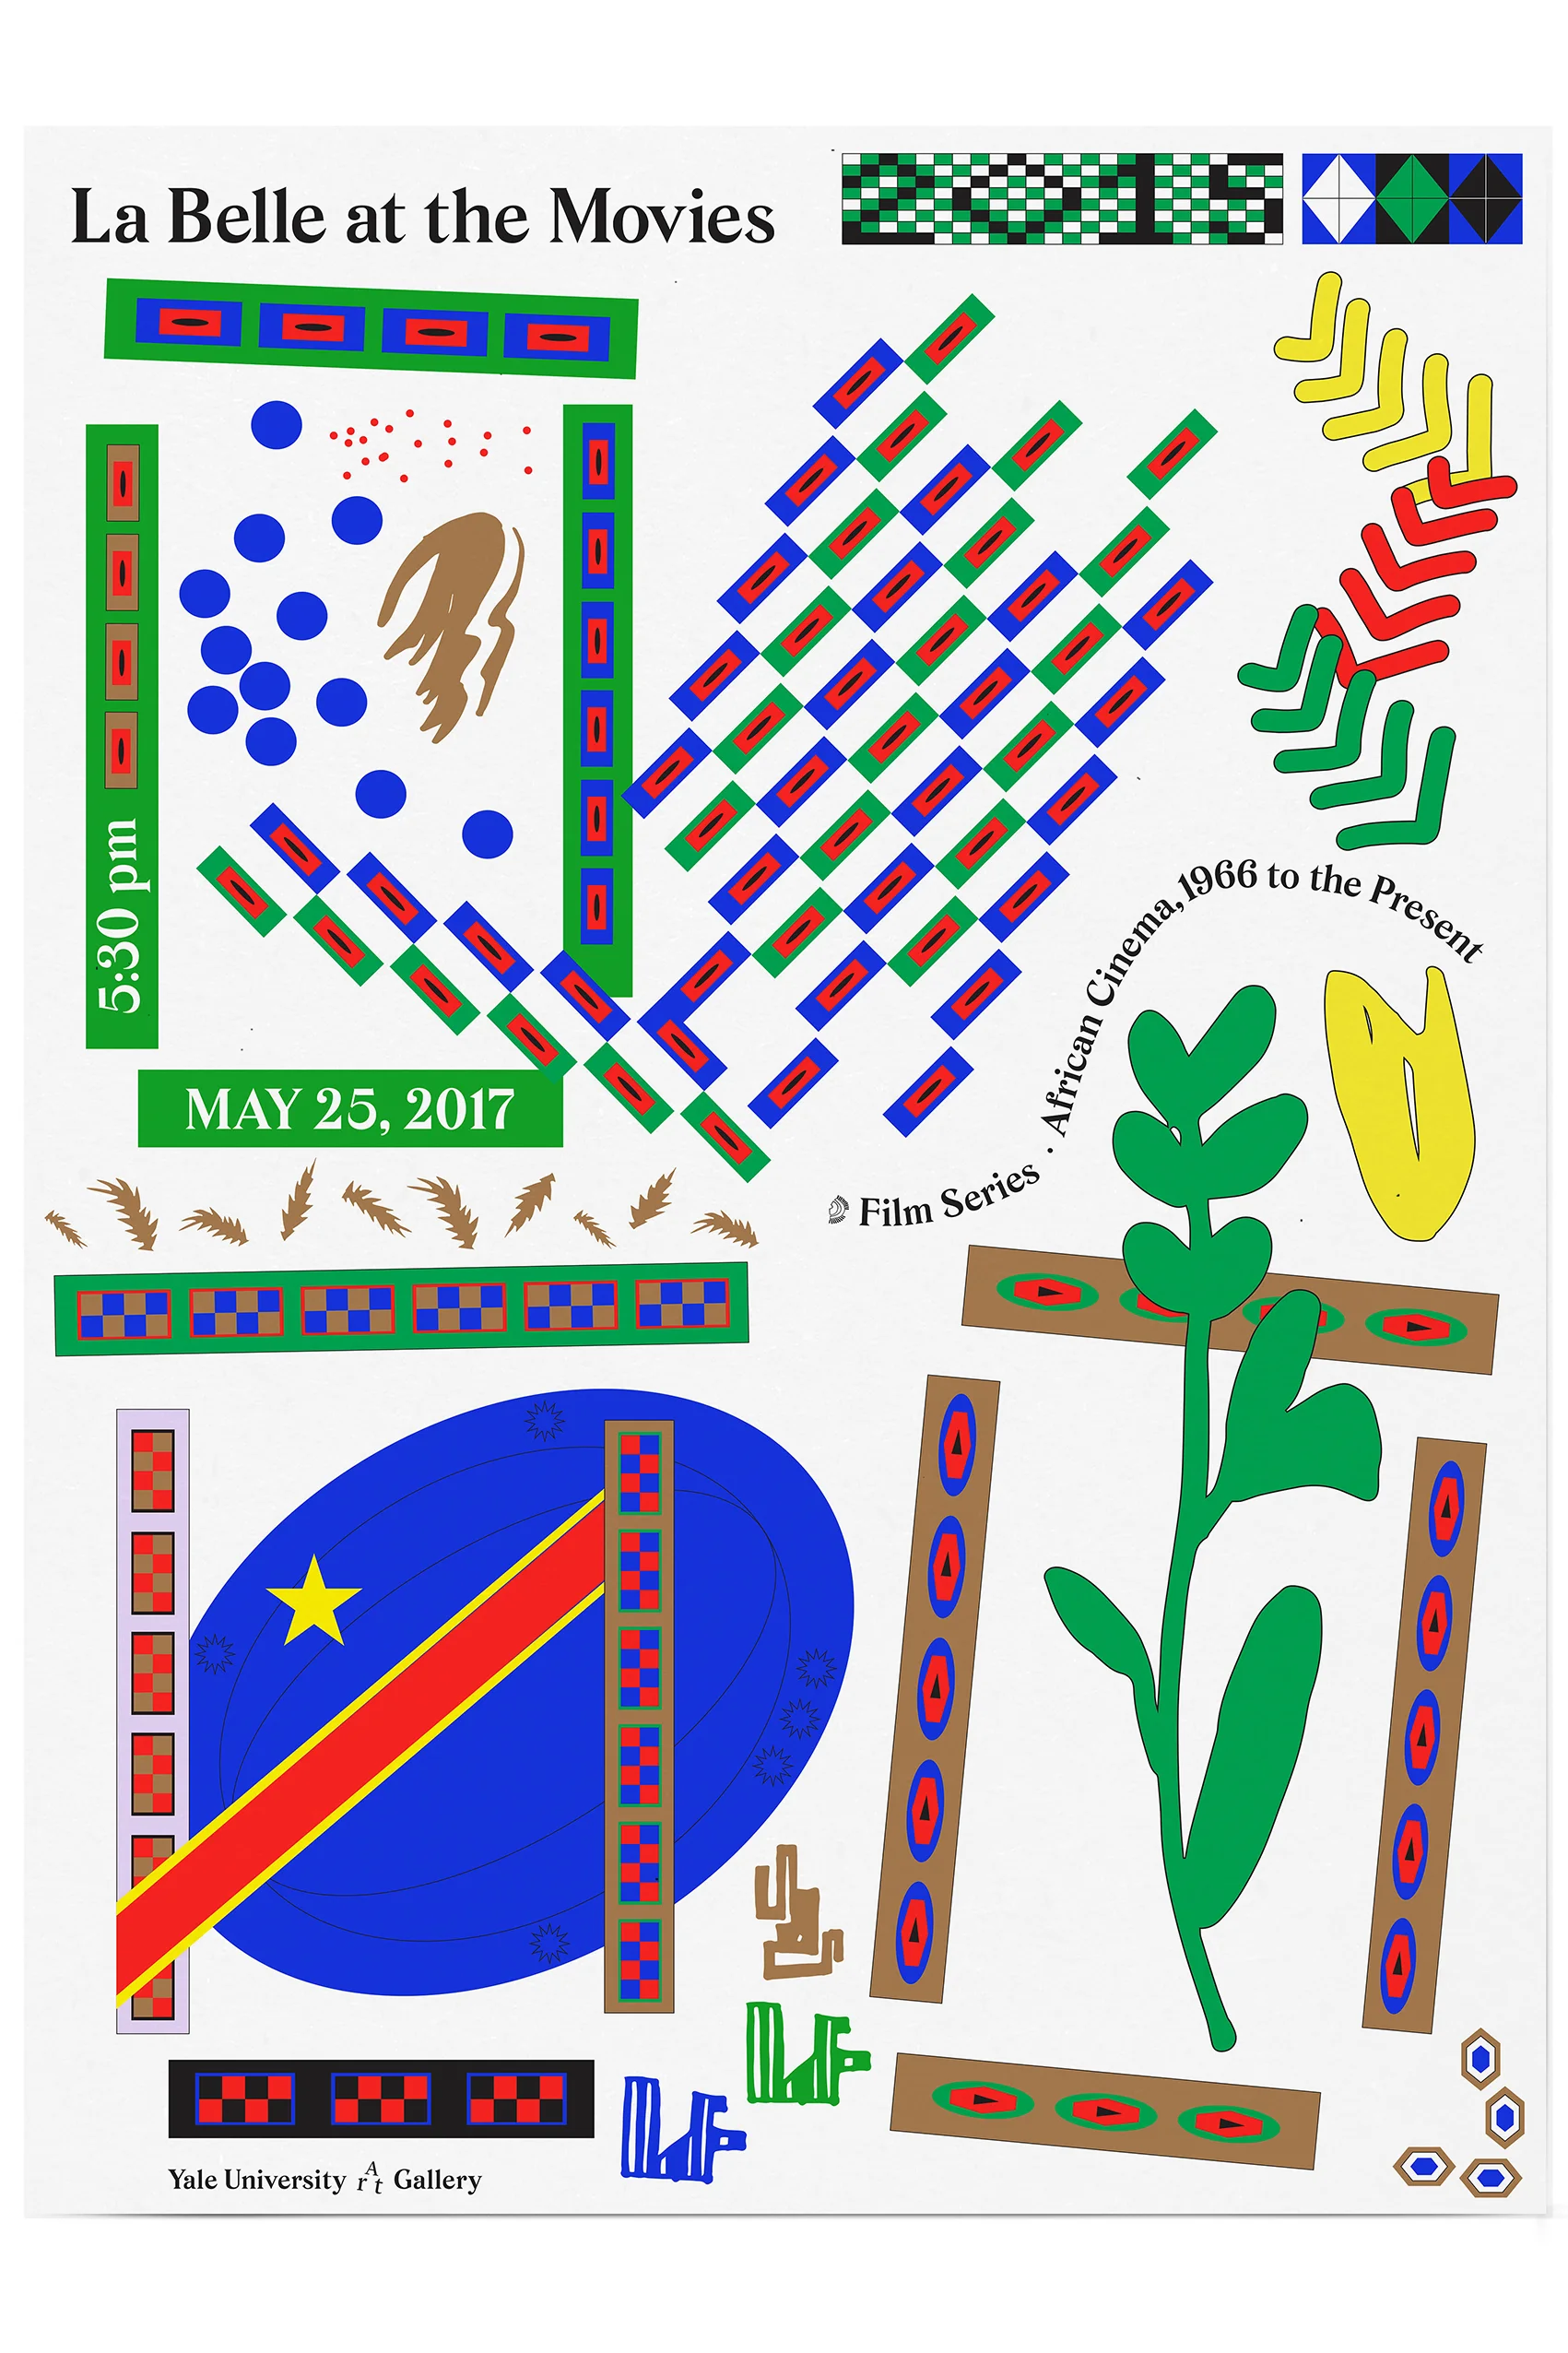 La Belle at the Movies
2015
5:30 pm
MAY 25, 2017
Film Series · African Cinema, 1966 to the Present
Yale University Art Gallery